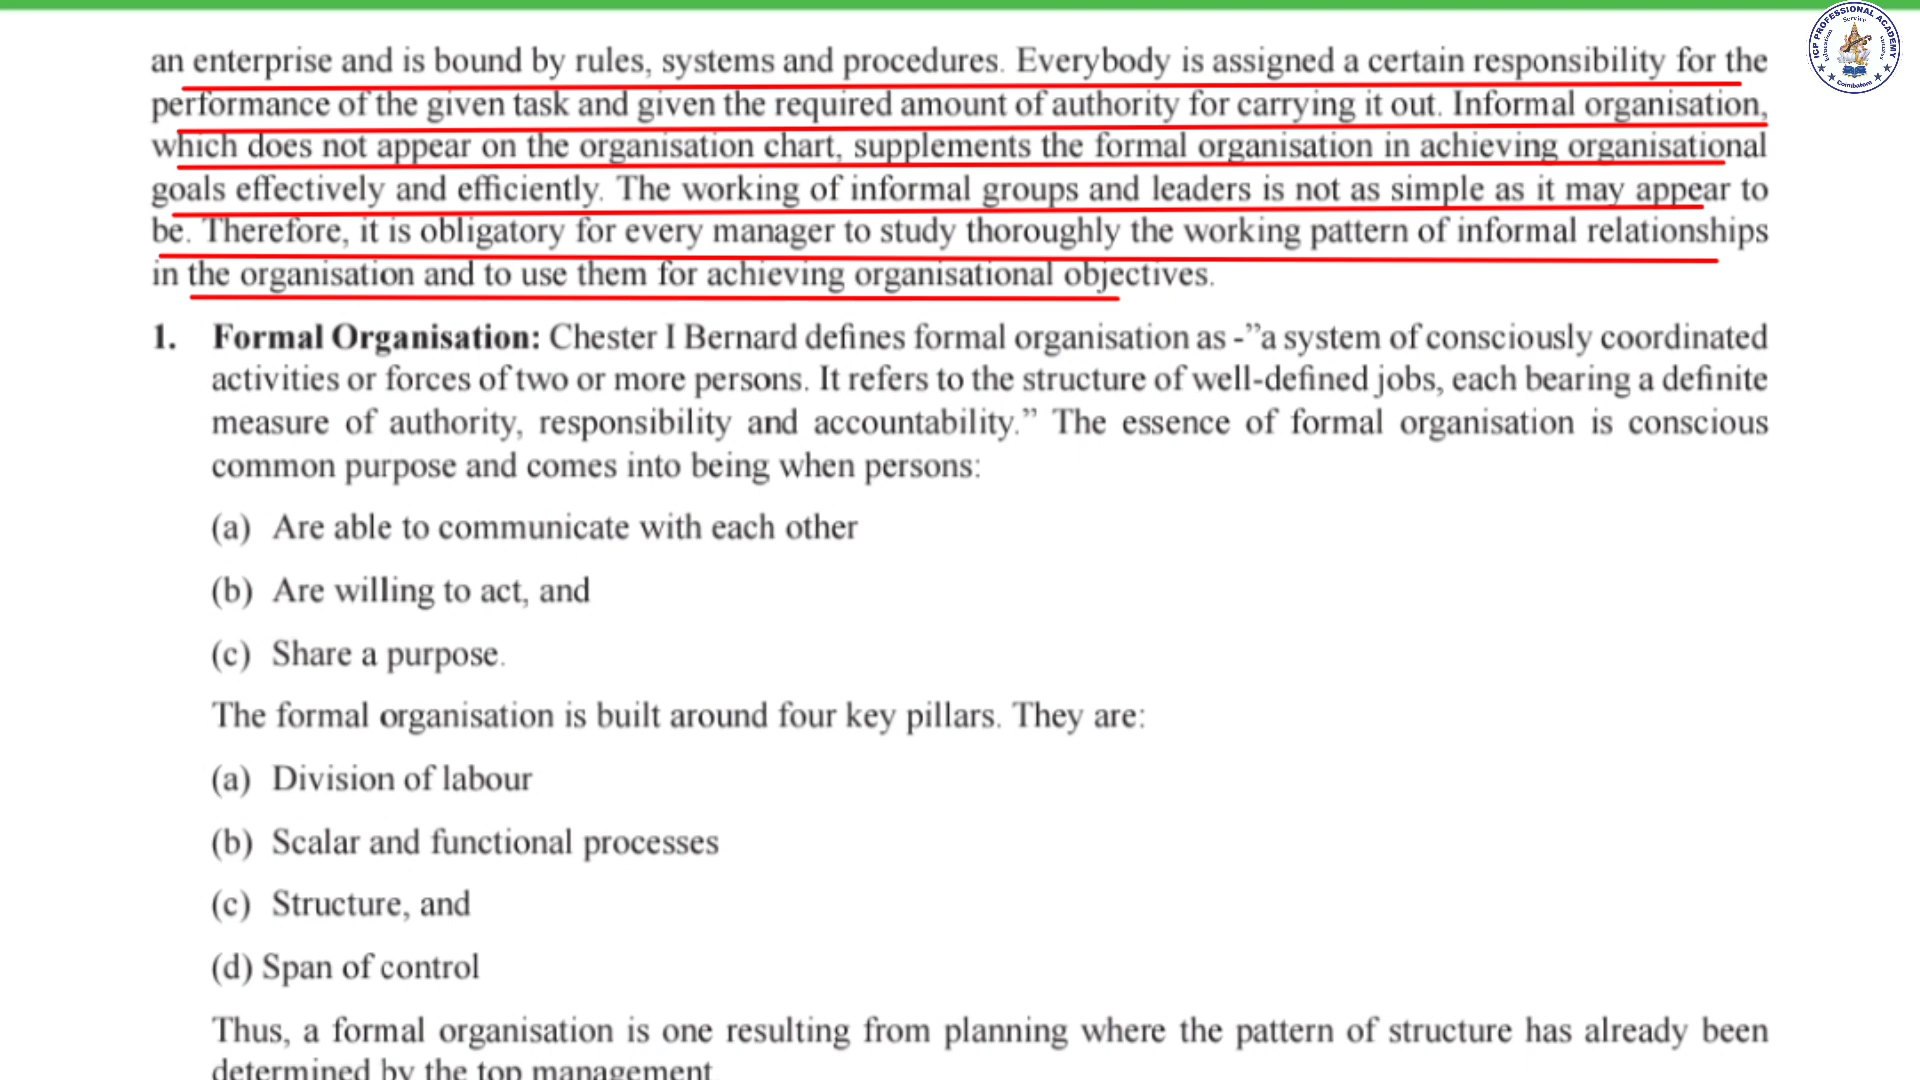 an enterprise and is bound by rules, systems and procedures. Everybody is assigned a certain responsibility for the
performance of the given task and given the required amount of authority for carrying it out. Informal organisation,
which does not appear on the organisation chart, supplements the formal organisation in achieving organisational
goals effectively and efficiently. The working of informal groups and leaders is not as simple as it may appear to
be. Therefore, it is obligatory for every manager to study thoroughly the working pattern of informal relationships
in the organisation and to use them for achieving organisational objectives.
1. Formal Organisation: Chester I Bernard defines formal organisation as -”a system of consciously coordinated
activities or forces of two or more persons. It refers to the structure of well-defined jobs, each bearing a definite
measure of authority, responsibility and accountability.” The essence of formal organisation is conscious
common purpose and comes into being when persons:
(a) Are able to communicate with each other
(b) Are willing to act, and
(c) Share a purpose.
The formal organisation is built around four key pillars. They are:
(a) Division of labour
(b) Scalar and functional processes
(c) Structure, and
(d) Span of control
Thus, a formal organisation is one resulting from planning where the pattern of structure has already been
determined by the top management.
PROFESSIONAL ACADEMY
Service
Education
Coimbatore